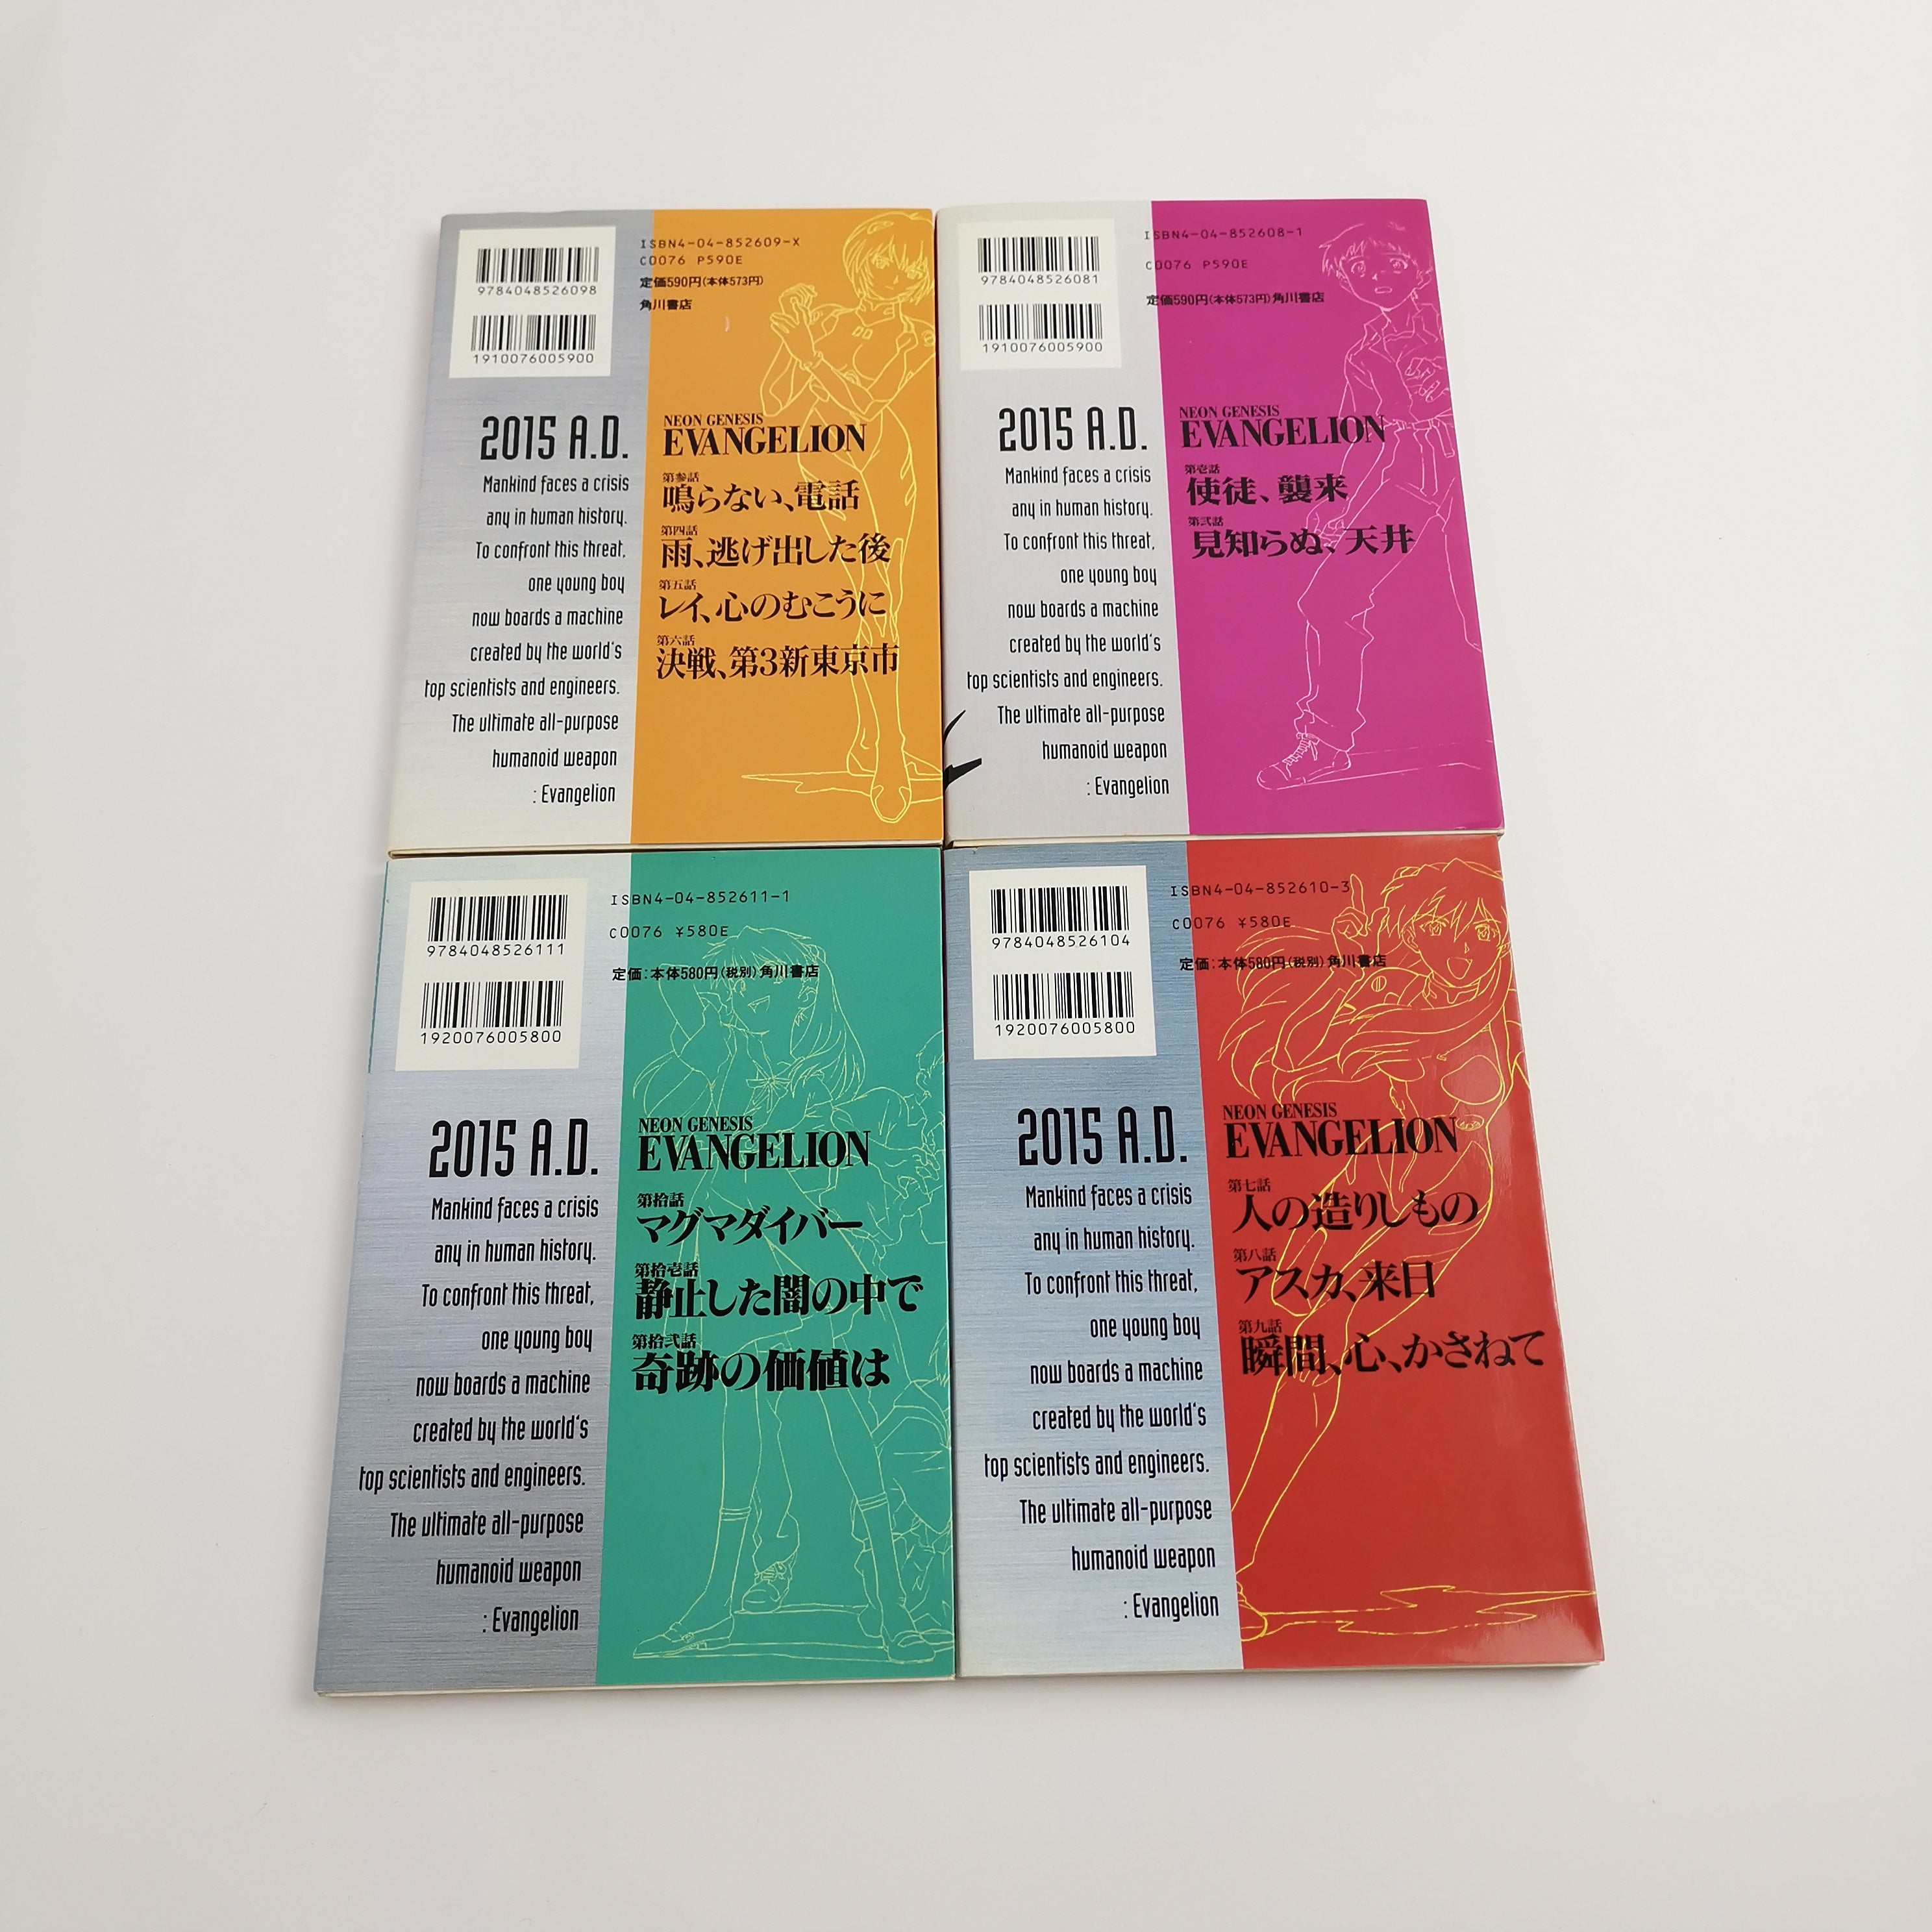 9784048526098
1910076005900
ISBN4-04-852609-X
C0076 P590E
定価590円(本体573円)
角川書店
2015 A.D.
Mankind faces a crisis
any in human history.
To confront this threat,
one young boy
now boards a machine
created by the world's
top scientists and engineers.
The ultimate all-purpose
humanoid weapon
: Evangelion
NEON GENESIS
EVANGELION
第参話
鳴らない、電話
第四話
雨、逃げ出した後
第五話
レイ、心のむこうに
第六話
決戦、第3新東京市
9784048526081
1910076005900
ISBN4-04-852608-1
C0076 P590E
定価590円(本体573円)角川書店
2015 A.D.
Mankind faces a crisis
any in human history.
To confront this threat,
one young boy
now boards a machine
created by the world's
top scientists and engineers.
The ultimate all-purpose
humanoid weapon
: Evangelion
NEON GENESIS
EVANGELION
第壱話
使徒、襲来
第弐話
見知らぬ、天井
9784048526111
1920076005800
ISBN4-04-852611-1
C0076 ¥580E
定価:本体580円(税別)角川書店
2015 A.D.
Mankind faces a crisis
any in human history.
To confront this threat,
one young boy
now boards a machine
created by the world's
top scientists and engineers.
The ultimate all-purpose
humanoid weapon
: Evangelion
NEON GENESIS
EVANGELION
第拾話
マグマダイバー
第拾壱話
静止した闇の中で
第拾弐話
奇跡の価値は
9784048526104
1920076005800
ISBN4-04-852610-3
C0076 ¥580E
定価:本体580円(税別)角川書店
2015 A.D.
Mankind faces a crisis
any in human history.
To confront this threat,
one young boy
now boards a machine
created by the world's
top scientists and engineers.
The ultimate all-purpose
humanoid weapon
: Evangelion
NEON GENESIS
EVANGELION
第七話
人の造りしもの
第八話
アスカ、来日
第九話
瞬間、心、かさねて